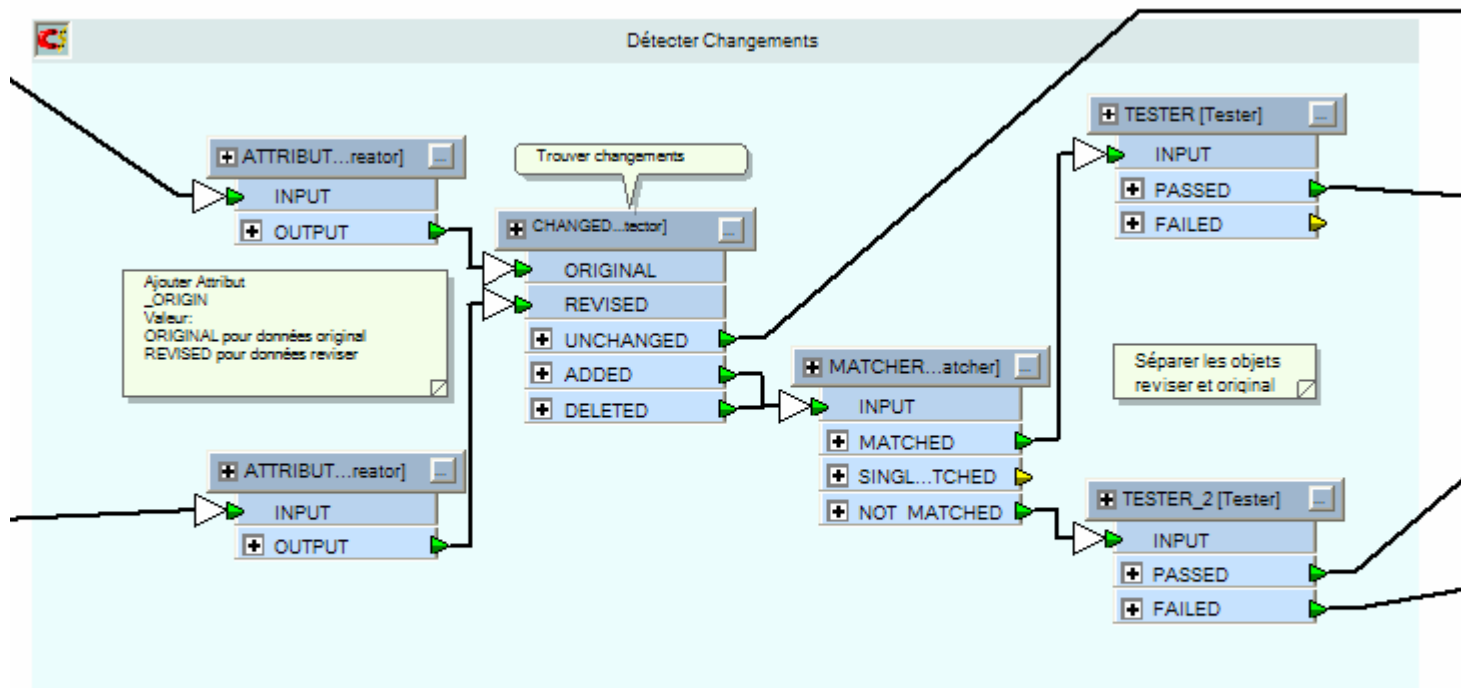 Détecter Changements
ATTRIBUT...reator]
INPUT
OUTPUT
Ajouter Attribut
_ORIGIN
Valeur:
ORIGINAL pour données original
REVISED pour données reviser
ATTRIBUT...reator]
INPUT
OUTPUT
Trouver changements
CHANGED...tector]
ORIGINAL
REVISED
UNCHANGED
ADDED
DELETED
MATCHER...atcher]
INPUT
MATCHED
SINGL...TCHED
NOT MATCHED
TESTER [Tester]
INPUT
PASSED
FAILED
Séparer les objets
reviser et original
TESTER_2 [Tester]
INPUT
PASSED
FAILED